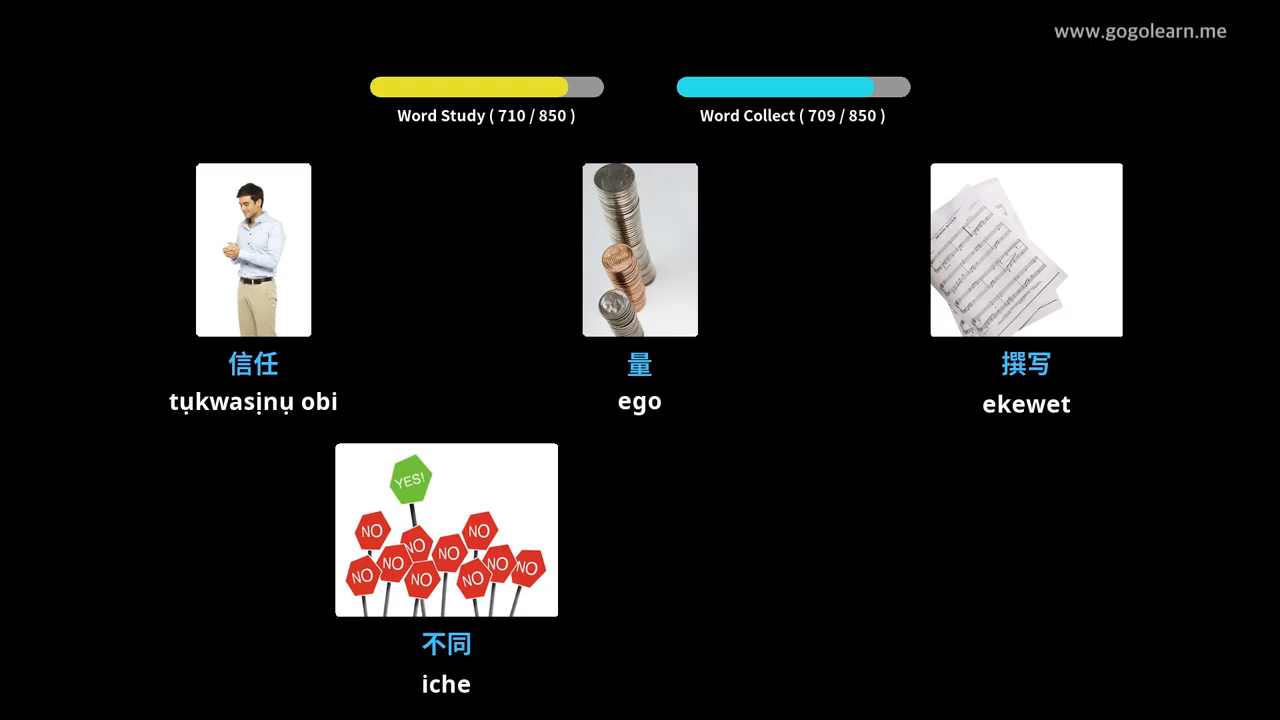 www.gogolearn.me
Word Study ( 710 / 850 )
Word Collect ( 709 / 850 )
信任
tụkwasịnụ obi
量
ego
撰写
ekewet
YES!
NO
NO
NO
NO
NO
NO
NO
NO
NO
NO
不同
iche